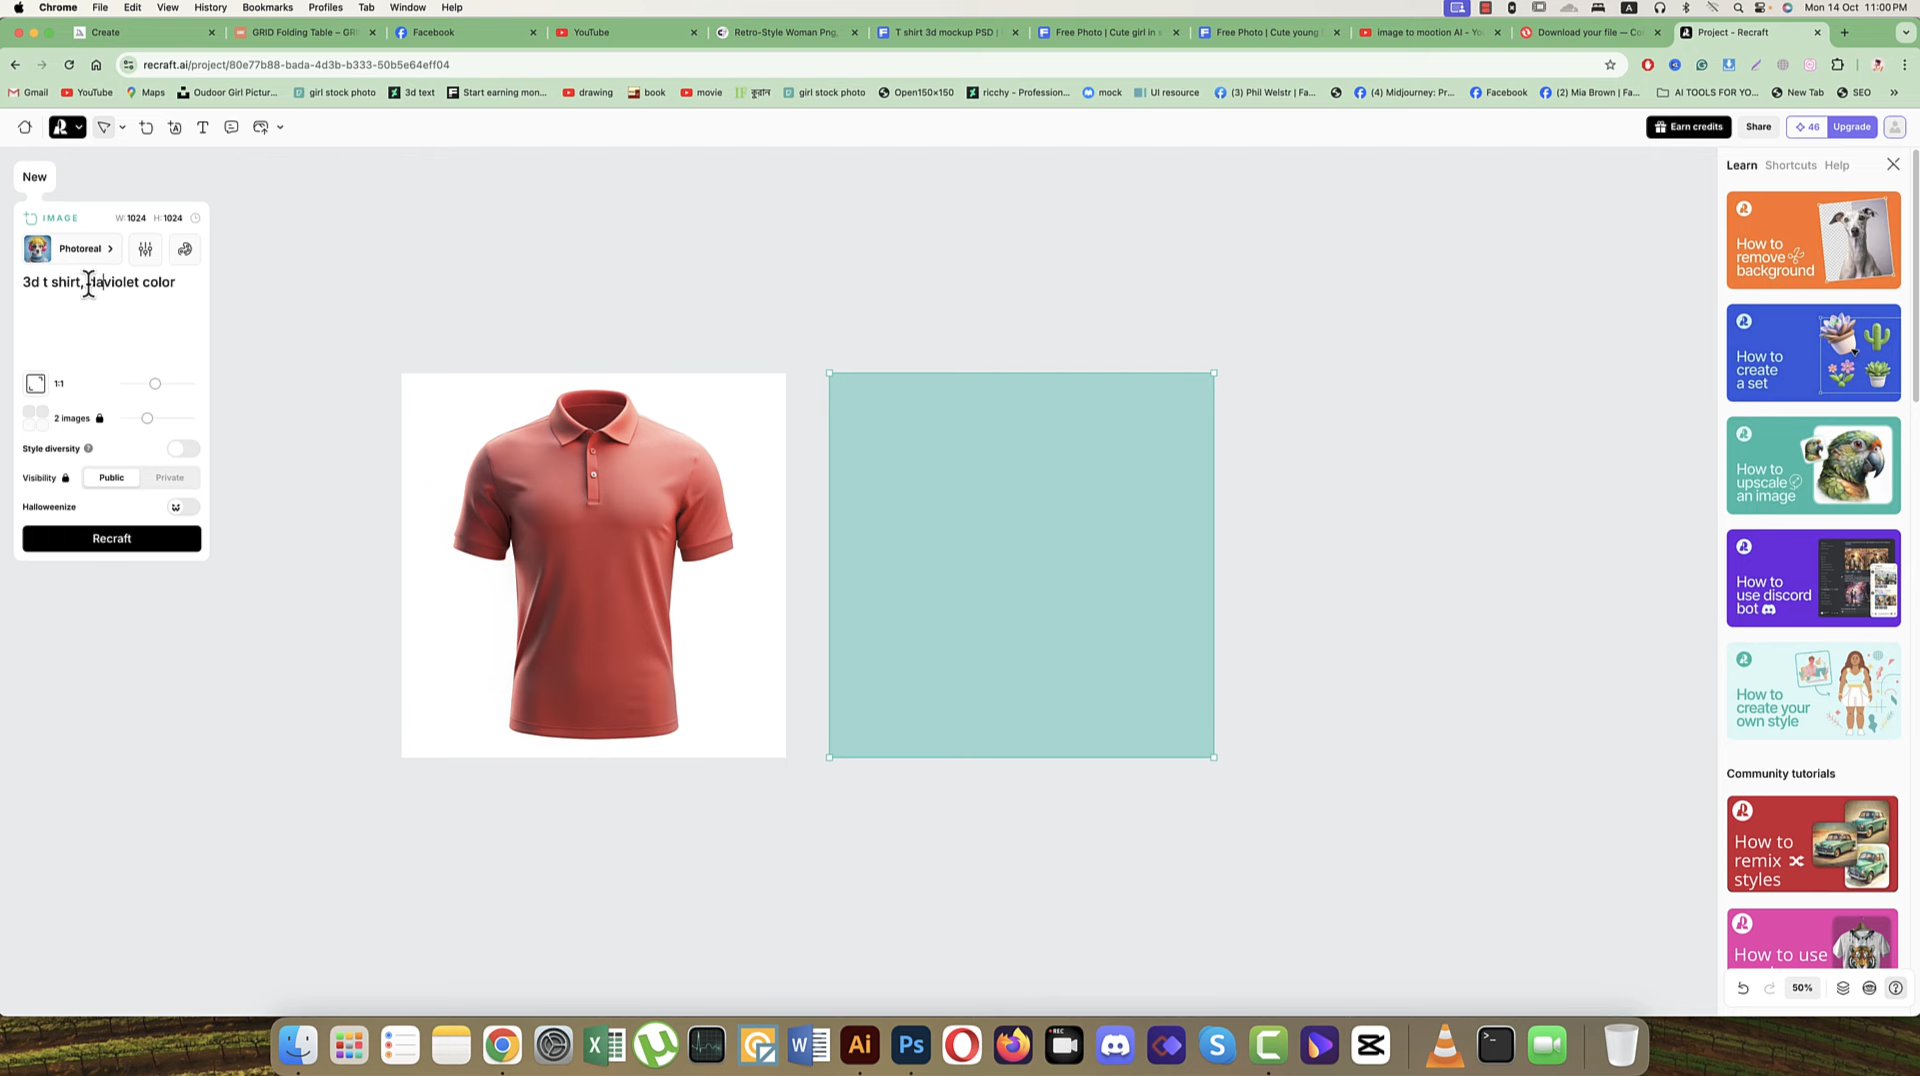 Chrome File Edit View History Bookmarks Profiles Tab Window Help
A Mon 14 Oct 11:00 PM
Create
GRID Folding Table – GRI
Facebook
YouTube
Retro-Style Woman Png,
T shirt 3d mockup PSD |
Free Photo | Cute girl in s
Free Photo | Cute young
image to mootion AI - Yo
Download your file — Co
Project - Recraft
recraft.ai/project/80e77b88-bada-4d3b-b333-50b5e64eff04
Gmail YouTube Maps Oudoor Girl Pictur... girl stock photo 3d text Start earning mon... drawing book movie girl stock photo Open150×150 ricchy - Profession... mock UI resource (3) Phil Welstr | Fa... (4) Midjourney: Pr... Facebook (2) Mia Brown | Fa... AI TOOLS FOR YO... New Tab SEO
Earn credits Share 46 Upgrade
New
IMAGE W: 1024 H: 1024
Photoreal
3d t shirt, violet color
1:1
2 images
Style diversity
Visibility Public Private
Halloweenize
Recraft
Learn Shortcuts Help
How to
remove
background
How to
create
a set
How to
upscale
an image
How to
use discord
bot
How to
create your
own style
Community tutorials
How to
remix
styles
How to use
50%
REC
Ai
Ps